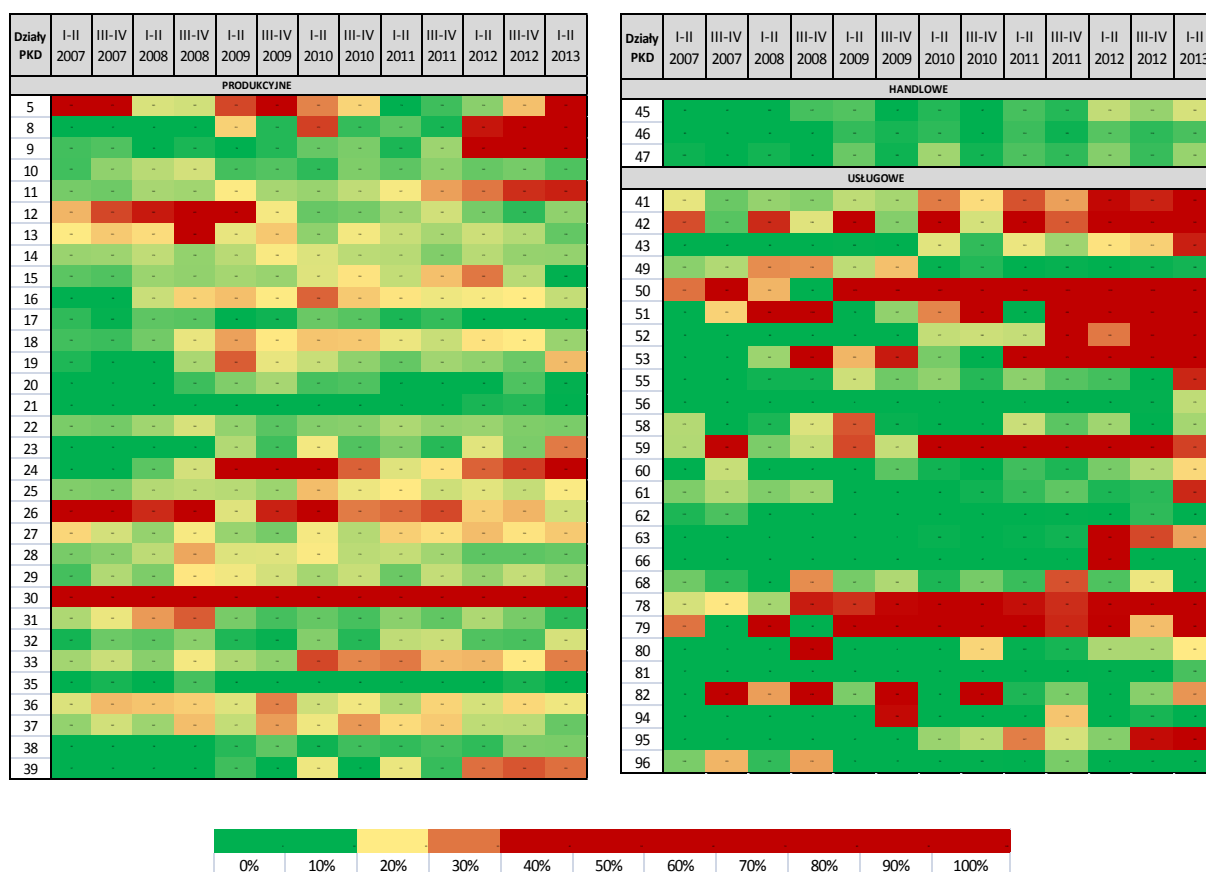 Działy I-II III-IV I-II III-IV I-II III-IV I-II III-IV I-II III-IV I-II III-IV I-II
PKD 2007 2007 2008 2008 2009 2009 2010 2010 2011 2011 2012 2012 2013
PRODUKCYJNE
5 - - - - - - - - - - - - -
8 - - - - - - - - - - - - -
9 - - - - - - - - - - - - -
10 - - - - - - - - - - - - -
11 - - - - - - - - - - - - -
12 - - - - - - - - - - - - -
13 - - - - - - - - - - - - -
14 - - - - - - - - - - - - -
15 - - - - - - - - - - - - -
16 - - - - - - - - - - - - -
17 - - - - - - - - - - - - -
18 - - - - - - - - - - - - -
19 - - - - - - - - - - - - -
20 - - - - - - - - - - - - -
21 - - - - - - - - - - - - -
22 - - - - - - - - - - - - -
23 - - - - - - - - - - - - -
24 - - - - - - - - - - - - -
25 - - - - - - - - - - - - -
26 - - - - - - - - - - - - -
27 - - - - - - - - - - - - -
28 - - - - - - - - - - - - -
29 - - - - - - - - - - - - -
30 - - - - - - - - - - - - -
31 - - - - - - - - - - - - -
32 - - - - - - - - - - - - -
33 - - - - - - - - - - - - -
35 - - - - - - - - - - - - -
36 - - - - - - - - - - - - -
37 - - - - - - - - - - - - -
38 - - - - - - - - - - - - -
39 - - - - - - - - - - - - -
Działy I-II III-IV I-II III-IV I-II III-IV I-II III-IV I-II III-IV I-II III-IV I-II
PKD 2007 2007 2008 2008 2009 2009 2010 2010 2011 2011 2012 2012 2013
HANDLOWE
45 - - - - - - - - - - - - -
46 - - - - - - - - - - - - -
47 - - - - - - - - - - - - -
USŁUGOWE
41 - - - - - - - - - - - - -
42 - - - - - - - - - - - - -
43 - - - - - - - - - - - - -
49 - - - - - - - - - - - - -
50 - - - - - - - - - - - - -
51 - - - - - - - - - - - - -
52 - - - - - - - - - - - - -
53 - - - - - - - - - - - - -
55 - - - - - - - - - - - - -
56 - - - - - - - - - - - - -
58 - - - - - - - - - - - - -
59 - - - - - - - - - - - - -
60 - - - - - - - - - - - - -
61 - - - - - - - - - - - - -
62 - - - - - - - - - - - - -
63 - - - - - - - - - - - - -
66 - - - - - - - - - - - - -
68 - - - - - - - - - - - - -
78 - - - - - - - - - - - - -
79 - - - - - - - - - - - - -
80 - - - - - - - - - - - - -
81 - - - - - - - - - - - - -
82 - - - - - - - - - - - - -
94 - - - - - - - - - - - - -
95 - - - - - - - - - - - - -
96 - - - - - - - - - - - - -
0% 10% 20% 30% 40% 50% 60% 70% 80% 90% 100%